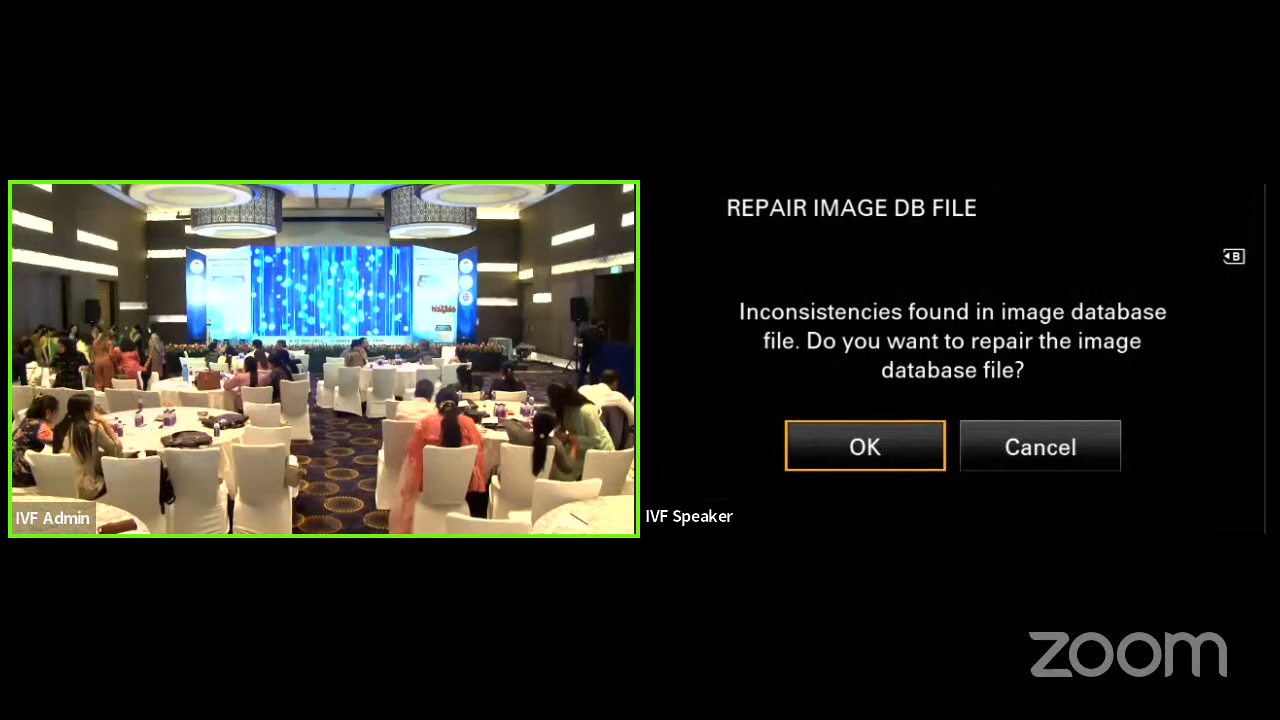 REPAIR IMAGE DB FILE
B
Inconsistencies found in image database
file. Do you want to repair the image
database file?
OK
Cancel
IVF Admin
IVF Speaker
zoom